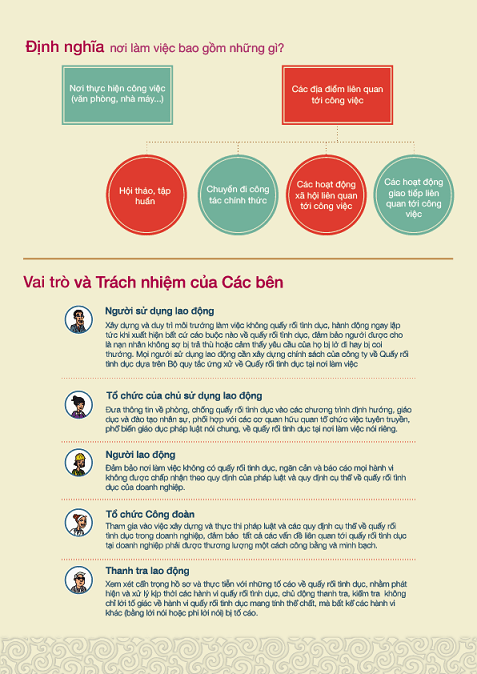 Định nghĩa nơi làm việc bao gồm những gì?
Nơi thực hiện công việc
(văn phòng, nhà máy...)
Các địa điểm liên quan
tới công việc
Hội thảo, tập
huấn
Chuyến đi công
tác chính thức
Các hoạt động
xã hội liên quan
tới công việc
Các hoạt động
giao tiếp liên
quan tới công
việc
Vai trò và Trách nhiệm của Các bên
Người sử dụng lao động
Xây dựng và duy trì môi trường làm việc không quấy rối tình dục, hành động ngay lập
tức khi xuất hiện bất cứ cáo buộc nào về quấy rối tình dục, đảm bảo người được cho
là nạn nhân không sợ bị trả thù hoặc cảm thấy yêu cầu của họ bị lờ đi hay bị coi
thường. Mọi người sử dụng lao động cần xây dựng chính sách của công ty về Quấy rối
tình dục dựa trên Bộ quy tắc ứng xử về Quấy rối tình dục tại nơi làm việc
Tổ chức của chủ sử dụng lao động
Đưa thông tin về phòng, chống quấy rối tình dục vào các chương trình định hướng, giáo
dục và đào tạo nhân sự, phối hợp với các cơ quan hữu quan tổ chức việc tuyên truyền,
phổ biến giáo dục pháp luật nói chung, về quấy rối tình dục tại nơi làm việc nói riêng.
Người lao động
Đảm bảo nơi làm việc không có quấy rối tình dục, ngăn cản và báo cáo mọi hành vi
không được chấp nhận theo quy định của pháp luật và quy định cụ thể về quấy rối tình
dục của doanh nghiệp.
Tổ chức Công đoàn
Tham gia vào việc xây dựng và thực thi pháp luật và các quy định cụ thể về quấy rối
tình dục trong doanh nghiệp, đảm bảo tất cả các vấn đề liên quan tới quấy rối tình dục
tại doanh nghiệp phải được thương lượng một cách công bằng và minh bạch.
Thanh tra lao động
Xem xét cẩn trọng hồ sơ và thực tiễn với những tố cáo về quấy rối tình dục, nhằm phát
hiện và xử lý kịp thời các hành vi quấy rối tình dục, chủ động thanh tra, kiểm tra không
chỉ lời tố giác về hành vi quấy rối tình dục mang tính thể chất, mà bất kể các hành vi
khác (bằng lời nói hoặc phi lời nói) bị tố cáo.